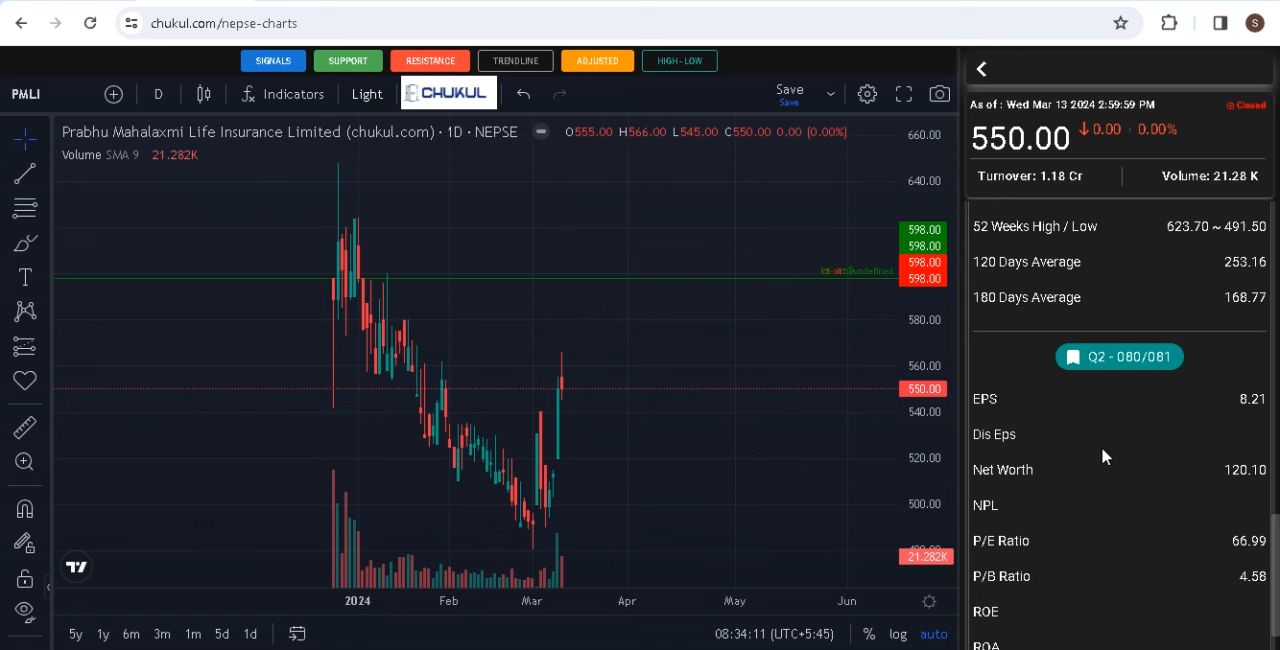 chukul.com/nepse-charts
S
SIGNALS SUPPORT RESISTANCE TRENDLINE ADJUSTED HIGH-LOW
PMLI D Indicators Light CHUKUL Save
Save
Prabhu Mahalaxmi Life Insurance Limited (chukul.com) · 1D · NEPSE O555.00 H566.00 L545.00 C550.00 0.00 (0.00%)
Volume SMA 9 21.282K
660.00
640.00
598.00
598.00
598.00
598.00
@undefined
580.00
560.00
550.00
540.00
520.00
500.00
21.282K
2024 Feb Mar Apr May Jun
5y 1y 6m 3m 1m 5d 1d 08:34:11 (UTC+5:45) % log auto
As of : Wed Mar 13 2024 2:59:59 PM Closed
550.00 ↓0.00 · 0.00%
Turnover: 1.18 Cr Volume: 21.28 K
52 Weeks High / Low 623.70 ~ 491.50
120 Days Average 253.16
180 Days Average 168.77
Q2 - 080/081
EPS 8.21
Dis Eps
Net Worth 120.10
NPL
P/E Ratio 66.99
P/B Ratio 4.58
ROE
ROA